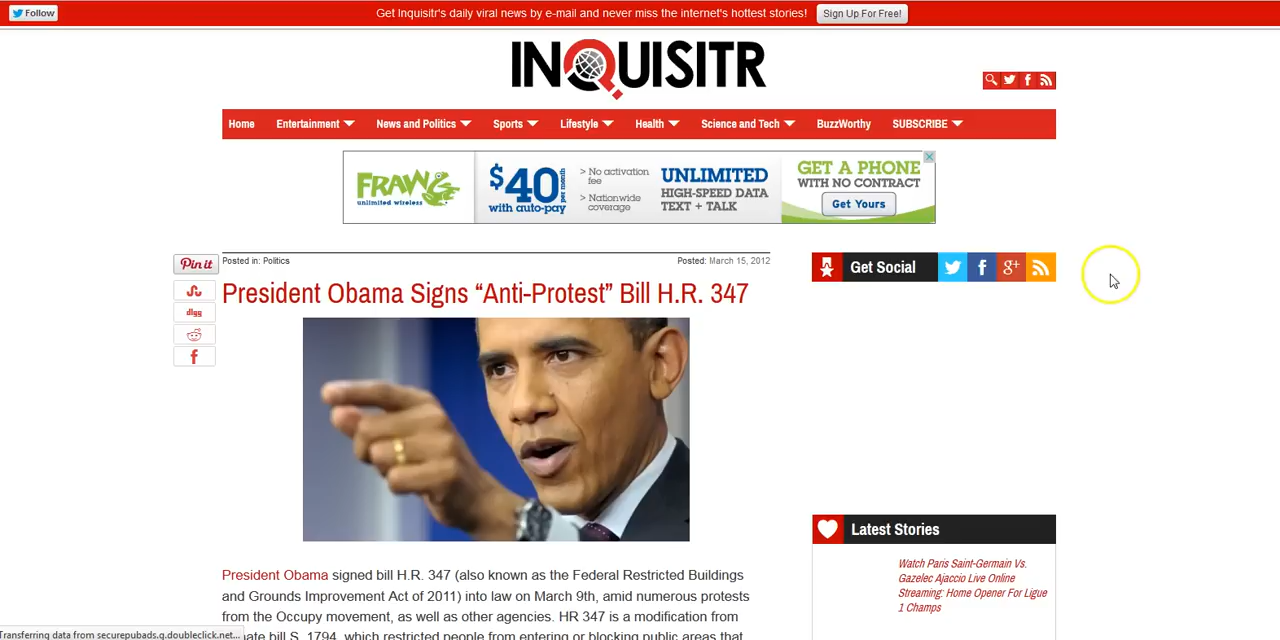 Follow
Get Inquisitr's daily viral news by e-mail and never miss the internet's hottest stories!
Sign Up For Free!
INQUISITR
Home
Entertainment
News and Politics
Sports
Lifestyle
Health
Science and Tech
BuzzWorthy
SUBSCRIBE
FRAWG
unlimited wireless
$40 per month
with auto-pay
> No activation
fee
> Nationwide
coverage
UNLIMITED
HIGH-SPEED DATA
TEXT + TALK
GET A PHONE
WITH NO CONTRACT
Get Yours
Pin it
Posted in: Politics
Posted: March 15, 2012
Get Social
g+
digg
President Obama Signs “Anti-Protest” Bill H.R. 347
President Obama signed bill H.R. 347 (also known as the Federal Restricted Buildings
and Grounds Improvement Act of 2011) into law on March 9th, amid numerous protests
from the Occupy movement, as well as other agencies. HR 347 is a modification from
bill S. 1794, which restricted people from entering or blocking public areas that
Latest Stories
Watch Paris Saint-Germain Vs.
Gazelec Ajaccio Live Online
Streaming: Home Opener For Ligue
1 Champs
Transferring data from securepubads.g.doubleclick.net...